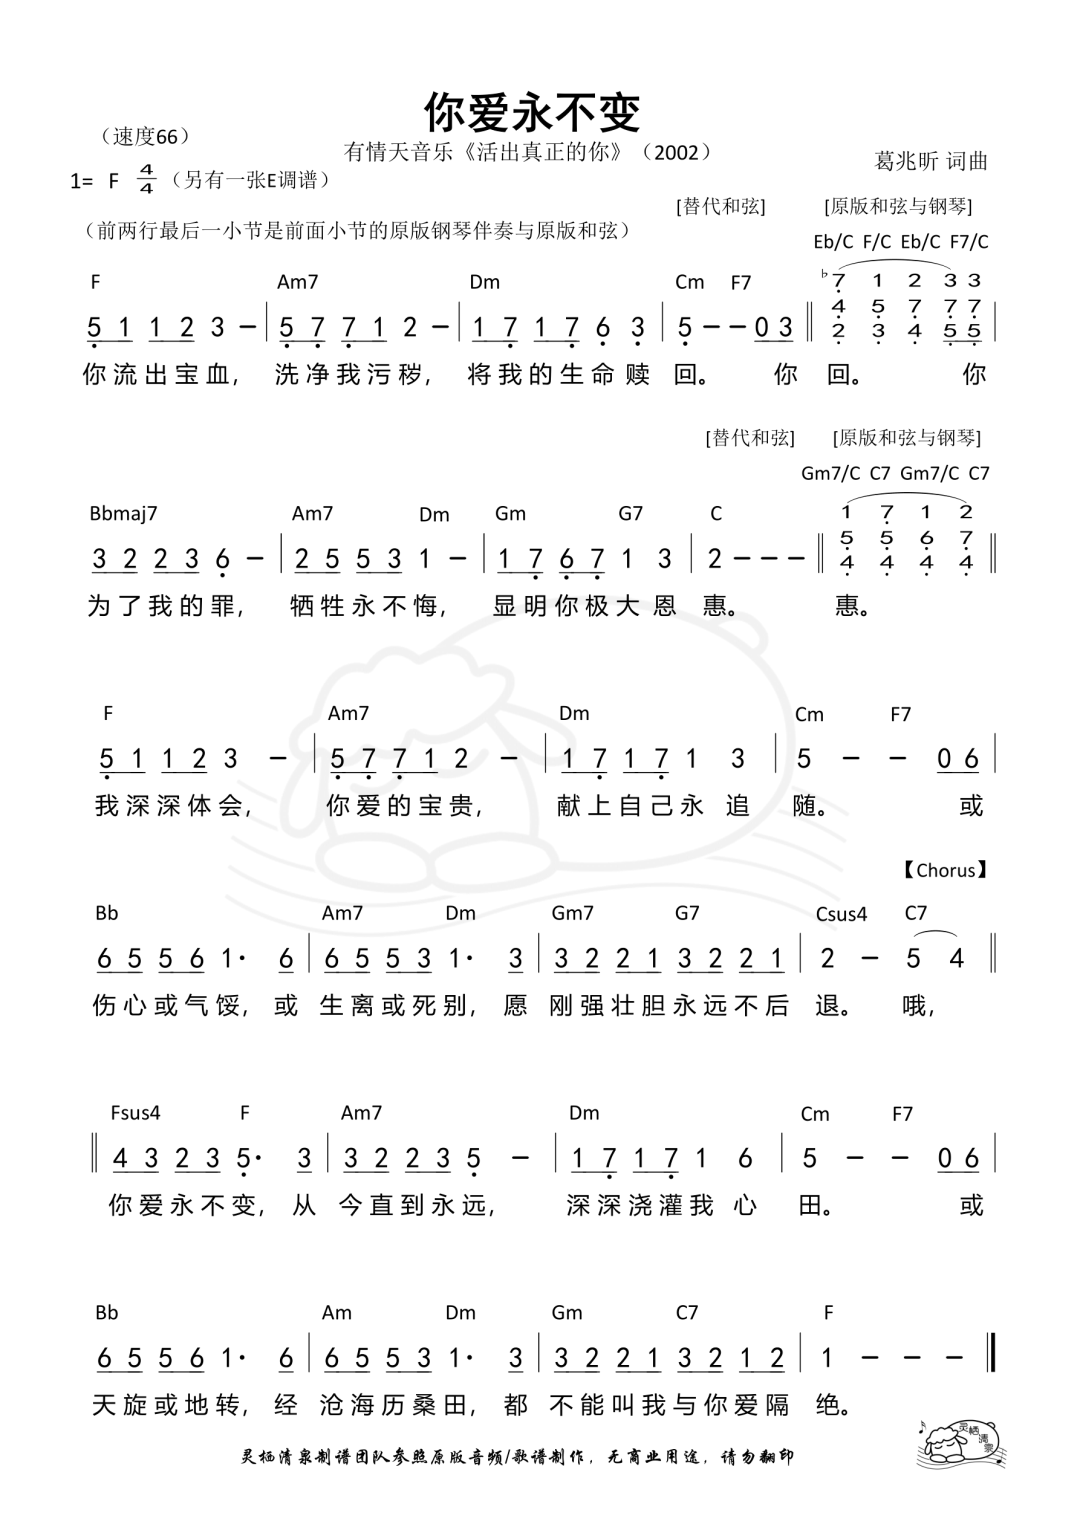 你爱永不变
（速度66）
有情天音乐《活出真正的你》（2002）
葛兆昕 词曲
1= F 4/4 （另有一张E调谱）
[替代和弦] [原版和弦与钢琴]
（前两行最后一小节是前面小节的原版钢琴伴奏与原版和弦）
Eb/C F/C Eb/C F7/C
F Am7 Dm Cm F7
♭7 1 2 3 3
4 5 7 7 7
2 3 4 5 5
5 1 1 2 3 – | 5 7 7 1 2 – | 1 7 1 7 6 3 | 5 – – 0 3 ‖
你流出宝血， 洗净我污秽， 将我的生命赎 回。 你 回。 你
[替代和弦] [原版和弦与钢琴]
Gm7/C C7 Gm7/C C7
Bbmaj7 Am7 Dm Gm G7 C
1 7 1 2
5 5 6 7
4 4 4 4
3 2 2 3 6 – | 2 5 5 3 1 – | 1 7 6 7 1 3 | 2 – – – ‖
为了我的罪， 牺牲永不悔， 显明你极大恩 惠。 惠。
F Am7 Dm Cm F7
5 1 1 2 3 – | 5 7 7 1 2 – | 1 7 1 7 1 3 | 5 – – 0 6 |
我深深体会， 你爱的宝贵， 献上自己永 追 随。 或
【Chorus】
Bb Am7 Dm Gm7 G7 Csus4 C7
6 5 5 6 1· 6 | 6 5 5 3 1· 3 | 3 2 2 1 3 2 2 1 | 2 – 5 4 ‖
伤心或气馁， 或 生离或死别， 愿 刚强壮胆永远不后 退。 哦，
Fsus4 F Am7 Dm Cm F7
‖ 4 3 2 3 5· 3 | 3 2 2 3 5 – | 1 7 1 7 1 6 | 5 – – 0 6 |
你爱永不变， 从 今直到永远， 深深浇灌我 心 田。 或
Bb Am Dm Gm C7 F
6 5 5 6 1· 6 | 6 5 5 3 1· 3 | 3 2 2 1 3 2 1 2 | 1 – – – ‖
天旋或地转， 经 沧海历桑田， 都 不能叫我与你爱隔 绝。
灵栖清泉
灵栖清泉制谱团队参照原版音频/歌谱制作，无商业用途，请勿翻印